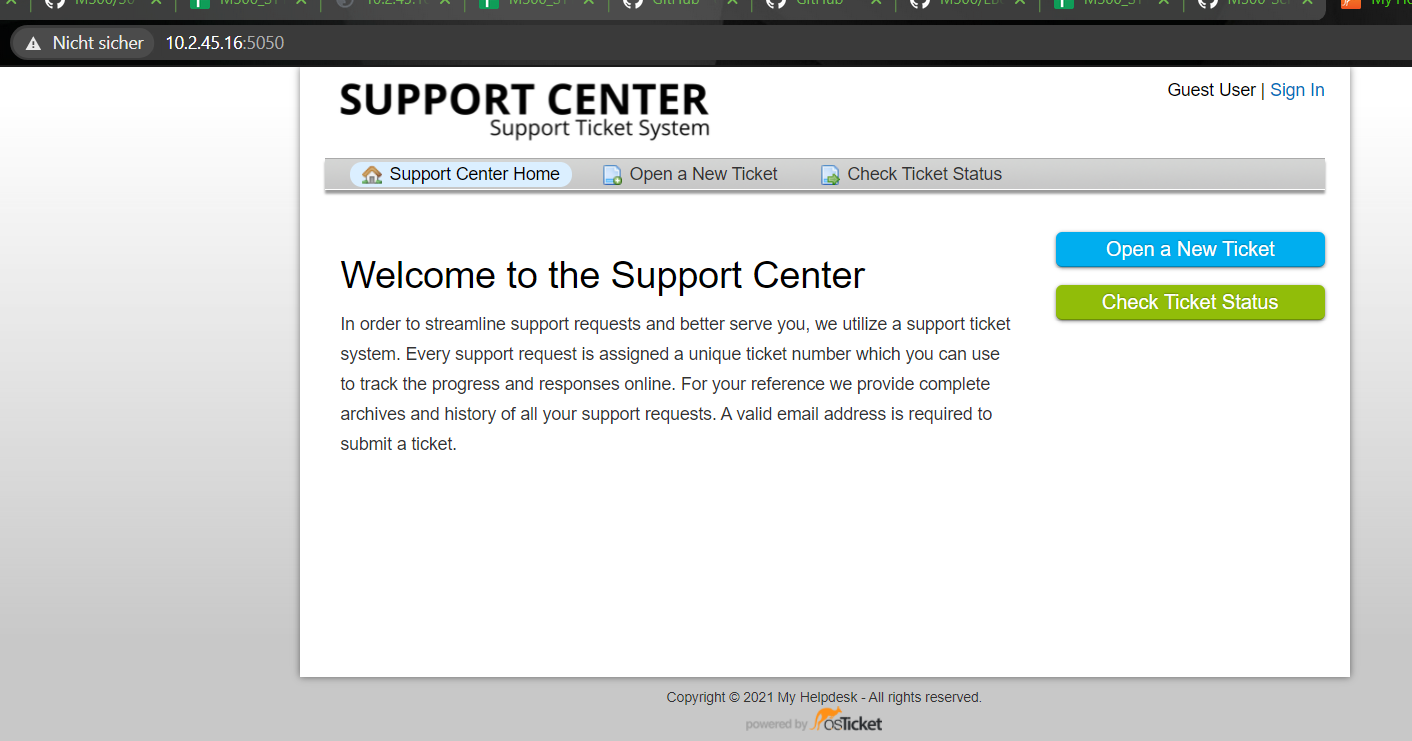 GitHub
GitHub
Nicht sicher 10.2.45.16:5050
SUPPORT CENTER
Support Ticket System
Guest User | Sign In
Support Center Home Open a New Ticket Check Ticket Status
Open a New Ticket
Check Ticket Status
Welcome to the Support Center
In order to streamline support requests and better serve you, we utilize a support ticket
system. Every support request is assigned a unique ticket number which you can use
to track the progress and responses online. For your reference we provide complete
archives and history of all your support requests. A valid email address is required to
submit a ticket.
Copyright © 2021 My Helpdesk - All rights reserved.
powered by osTicket